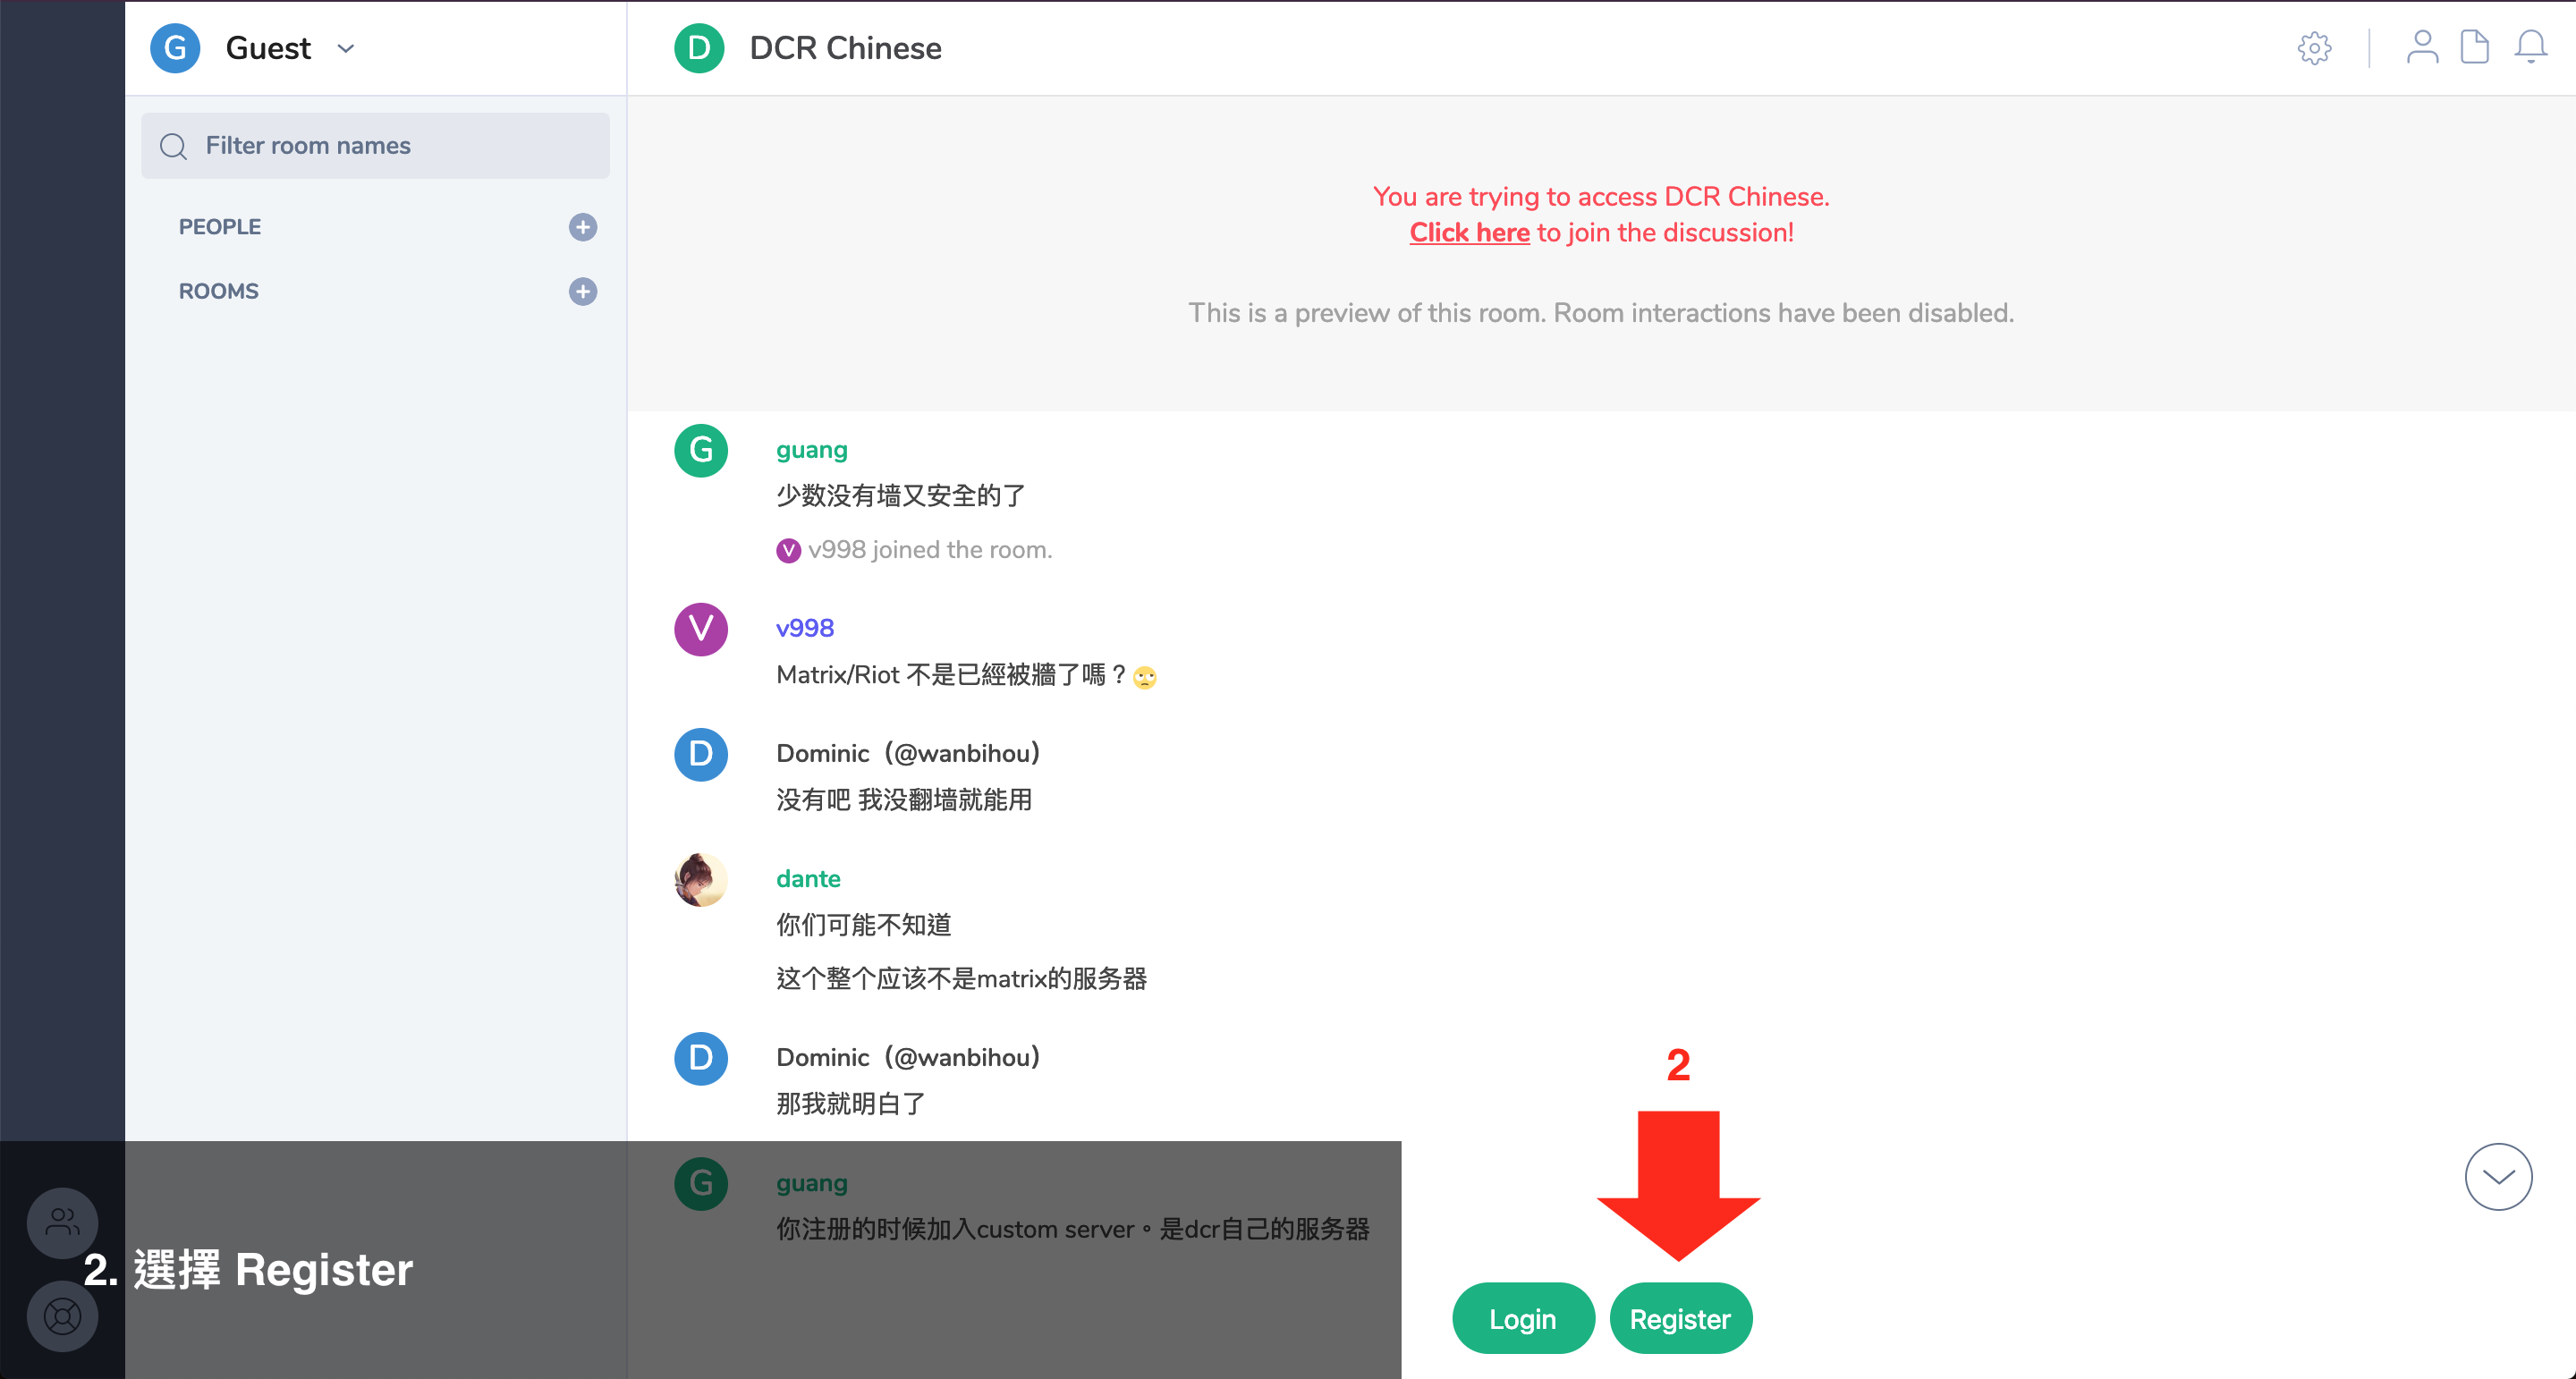 G Guest
D DCR Chinese
Filter room names
PEOPLE
ROOMS
You are trying to access DCR Chinese.
Click here to join the discussion!
This is a preview of this room. Room interactions have been disabled.
G guang
少数没有墙又安全的了
V v998 joined the room.
V v998
Matrix/Riot 不是已經被牆了嗎？🙄
D Dominic（@wanbihou）
没有吧 我没翻墙就能用
dante
你们可能不知道
这个整个应该不是matrix的服务器
D Dominic（@wanbihou）
那我就明白了
2
G guang
你注册的时候加入custom server。是dcr自己的服务器
2. 選擇 Register
Login Register